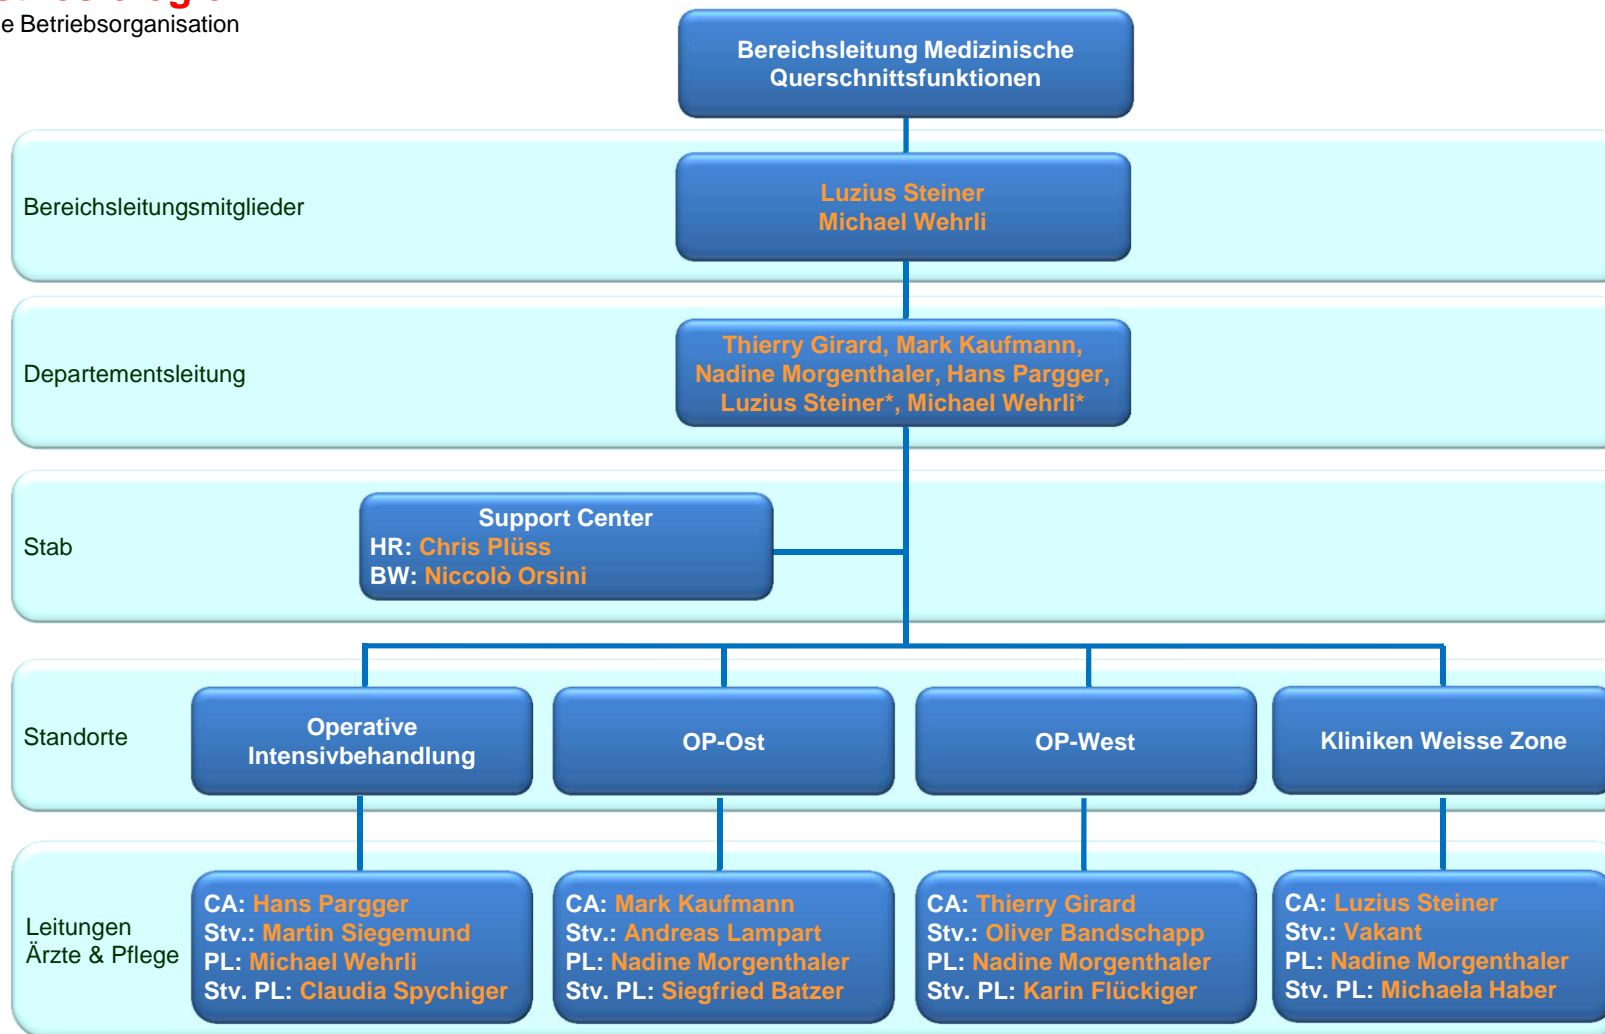 e Betriebsorganisation
Bereichsleitung Medizinische
Querschnittsfunktionen
Bereichsleitungsmitglieder
Luzius Steiner
Michael Wehrli
Departementsleitung
Thierry Girard, Mark Kaufmann,
Nadine Morgenthaler, Hans Pargger,
Luzius Steiner*, Michael Wehrli*
Stab
Support Center
HR: Chris Plüss
BW: Niccolò Orsini
Standorte
Operative
Intensivbehandlung
OP-Ost
OP-West
Kliniken Weisse Zone
Leitungen
Ärzte & Pflege
CA: Hans Pargger
Stv.: Martin Siegemund
PL: Michael Wehrli
Stv. PL: Claudia Spychiger
CA: Mark Kaufmann
Stv.: Andreas Lampart
PL: Nadine Morgenthaler
Stv. PL: Siegfried Batzer
CA: Thierry Girard
Stv.: Oliver Bandschapp
PL: Nadine Morgenthaler
Stv. PL: Karin Flückiger
CA: Luzius Steiner
Stv.: Vakant
PL: Nadine Morgenthaler
Stv. PL: Michaela Haber